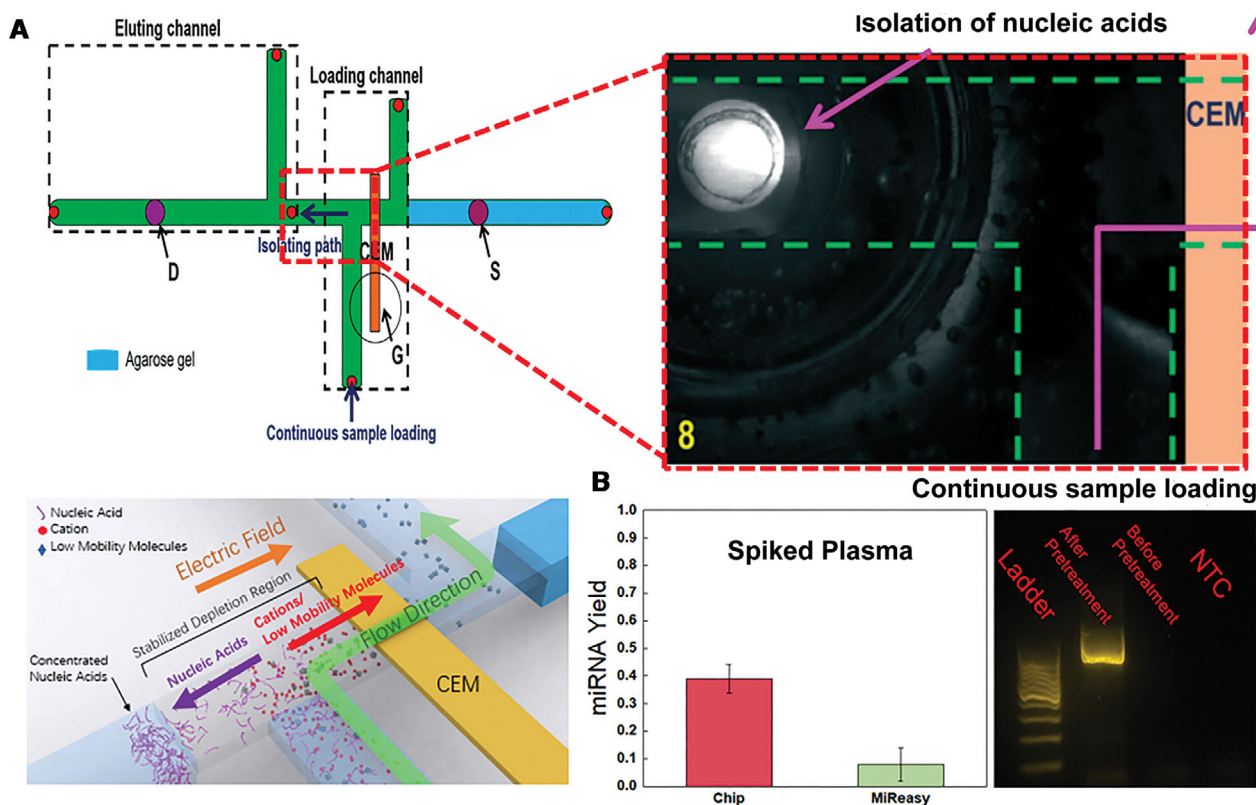 A
Eluting channel
Loading channel
Isolating path
CEM
D
S
G
Agarose gel
Continuous sample loading
Isolation of nucleic acids
CEM
8
Continuous sample loading
Nucleic Acid
Cation
Low Mobility Molecules
Electric Field
Stabilized Depletion Region
Cations/
Low Mobility Molecules
Nucleic Acids
Flow Direction
Concentrated
Nucleic Acids
CEM
B
miRNA Yield
1.0
0.9
0.8
0.7
0.6
0.5
0.4
0.3
0.2
0.1
0.0
Spiked Plasma
Chip
MiReasy
Ladder
After
Pretreatment
Before
Pretreatment
NTC